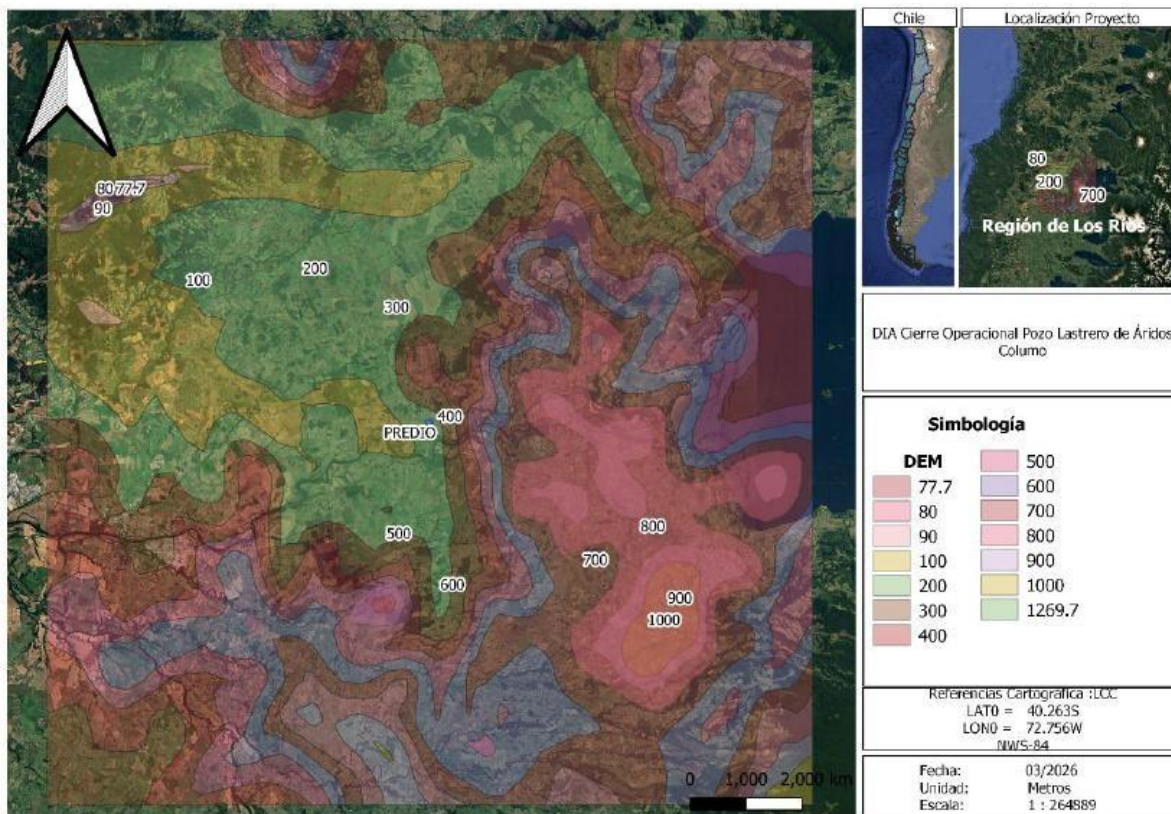 80 77.7
90
100
200
300
400
PREDIO
500
600
700
800
900
1000
0 1,000 2,000 km
Chile
Localización Proyecto
80
200
700
Región de Los Ríos
DIA Cierre Operacional Pozo Lastrero de Áridos
Columo
Simbología
DEM
77.7
80
90
100
200
300
400
500
600
700
800
900
1000
1269.7
Referencias Cartografica :LCC
LAT0 = 40.263S
LON0 = 72.756W
NWS-84
Fecha: 03/2026
Unidad: Metros
Escala: 1 : 264889